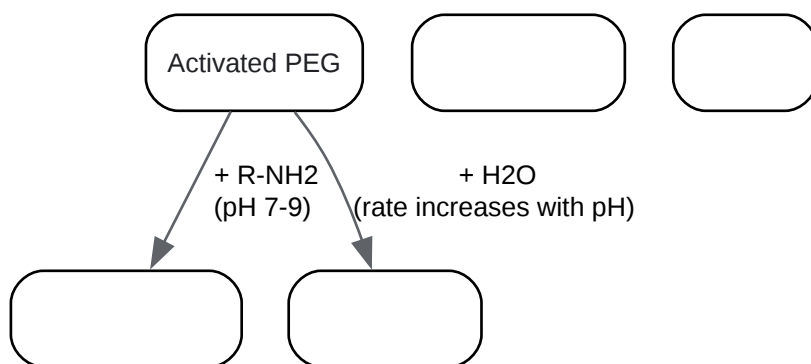 Activated PEG
+ R-NH2
(pH 7-9)
+ H2O
(rate increases with pH)